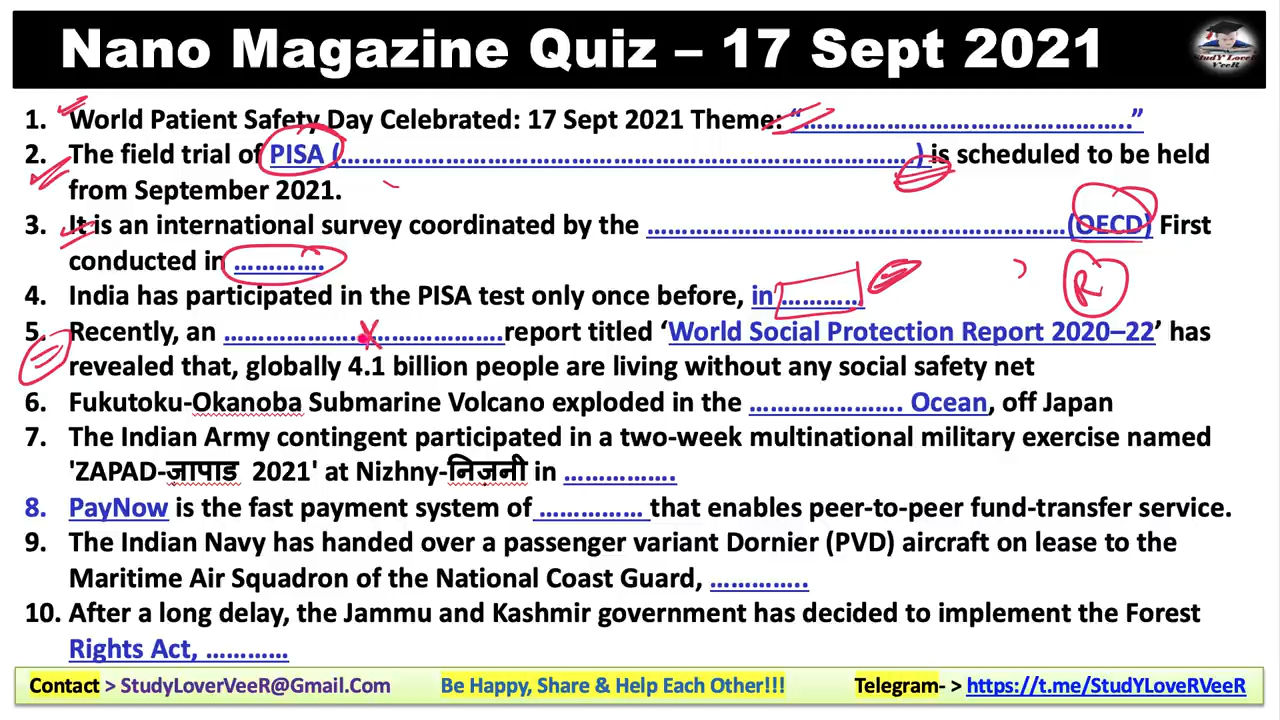 Nano Magazine Quiz – 17 Sept 2021
StudY LoveR
VeeR
1. World Patient Safety Day Celebrated: 17 Sept 2021 Theme: “………………………………………..”
2. The field trial of PISA (……………………………………………………………………….) is scheduled to be held
from September 2021.
3. It is an international survey coordinated by the ……………………………………………………(OECD) First
conducted in ………….
4. India has participated in the PISA test only once before, in …………
5. Recently, an ……………….. ……………….report titled ‘World Social Protection Report 2020–22’ has
revealed that, globally 4.1 billion people are living without any social safety net
6. Fukutoku-Okanoba Submarine Volcano exploded in the …………………. Ocean, off Japan
7. The Indian Army contingent participated in a two-week multinational military exercise named
'ZAPAD-जापाड 2021' at Nizhny-निजनी in …………….
8. PayNow is the fast payment system of …………… that enables peer-to-peer fund-transfer service.
9. The Indian Navy has handed over a passenger variant Dornier (PVD) aircraft on lease to the
Maritime Air Squadron of the National Coast Guard, …………..
10. After a long delay, the Jammu and Kashmir government has decided to implement the Forest
Rights Act, …………
R
Contact > StudyLoverVeeR@Gmail.Com Be Happy, Share & Help Each Other!!! Telegram- > https://t.me/StudYLoveRVeeR